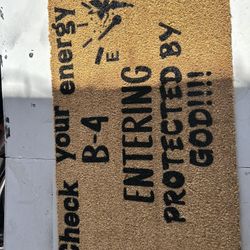 Check your energy
B-4
E
ENTERING
PROTECTED BY
GOD!!!!